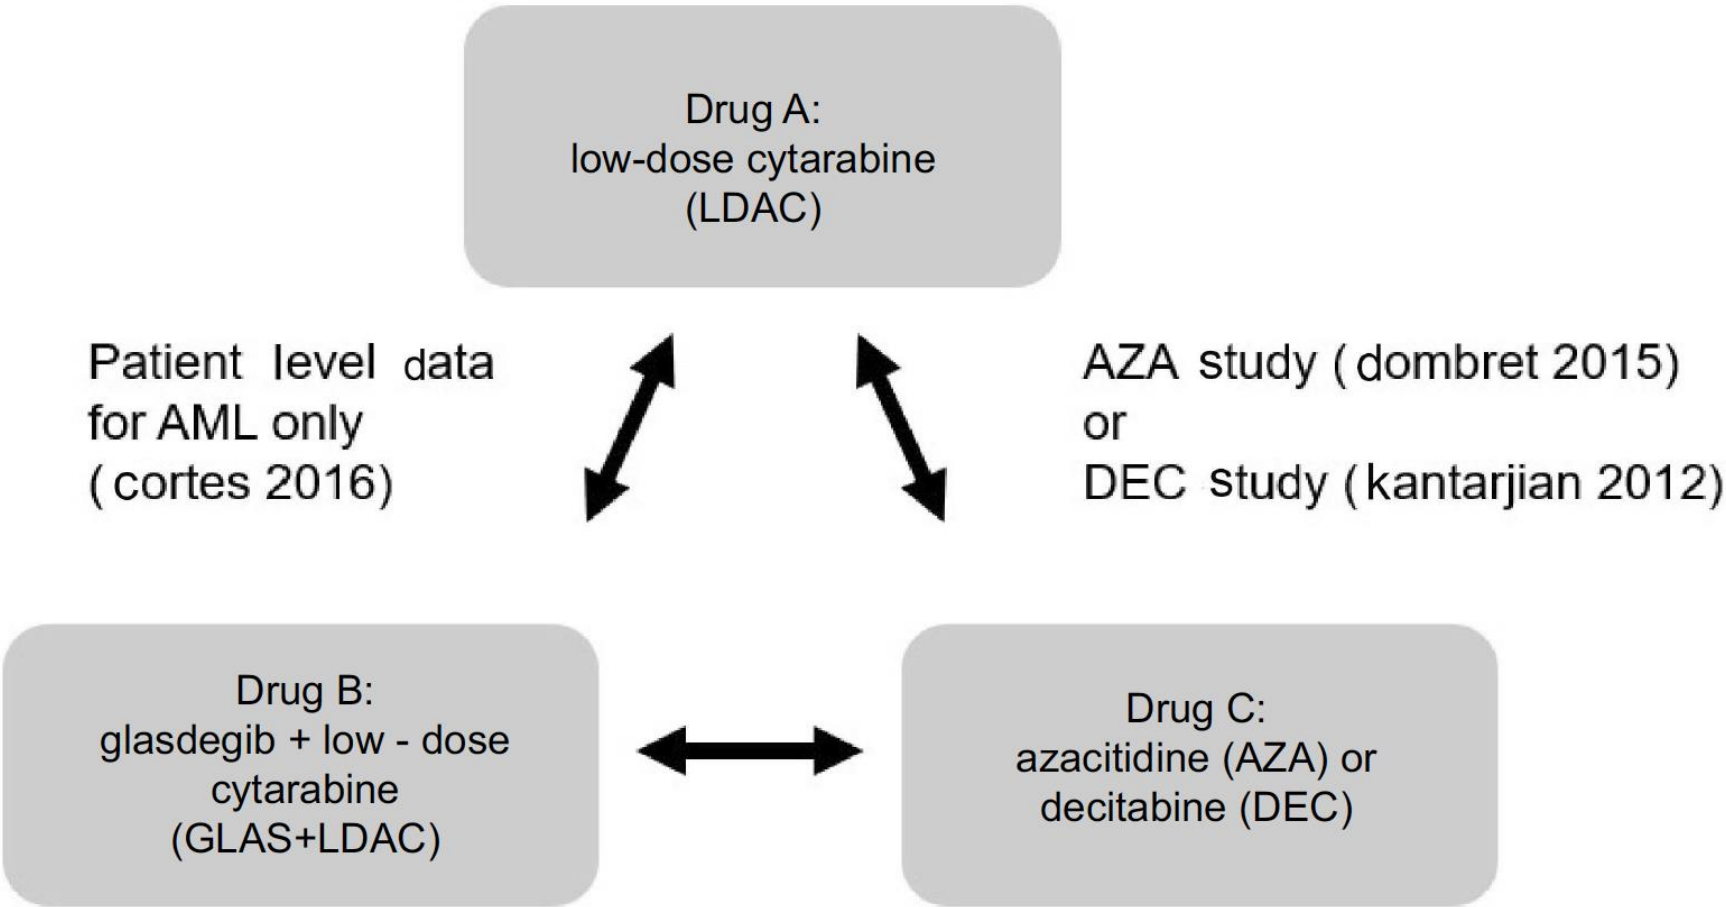 Drug A:
low-dose cytarabine
(LDAC)
Patient level data
for AML only
(cortes 2016)
AZA study (dombret 2015)
or
DEC study (kantarjian 2012)
Drug B:
glasdegib + low - dose
cytarabine
(GLAS+LDAC)
Drug C:
azacitidine (AZA) or
decitabine (DEC)